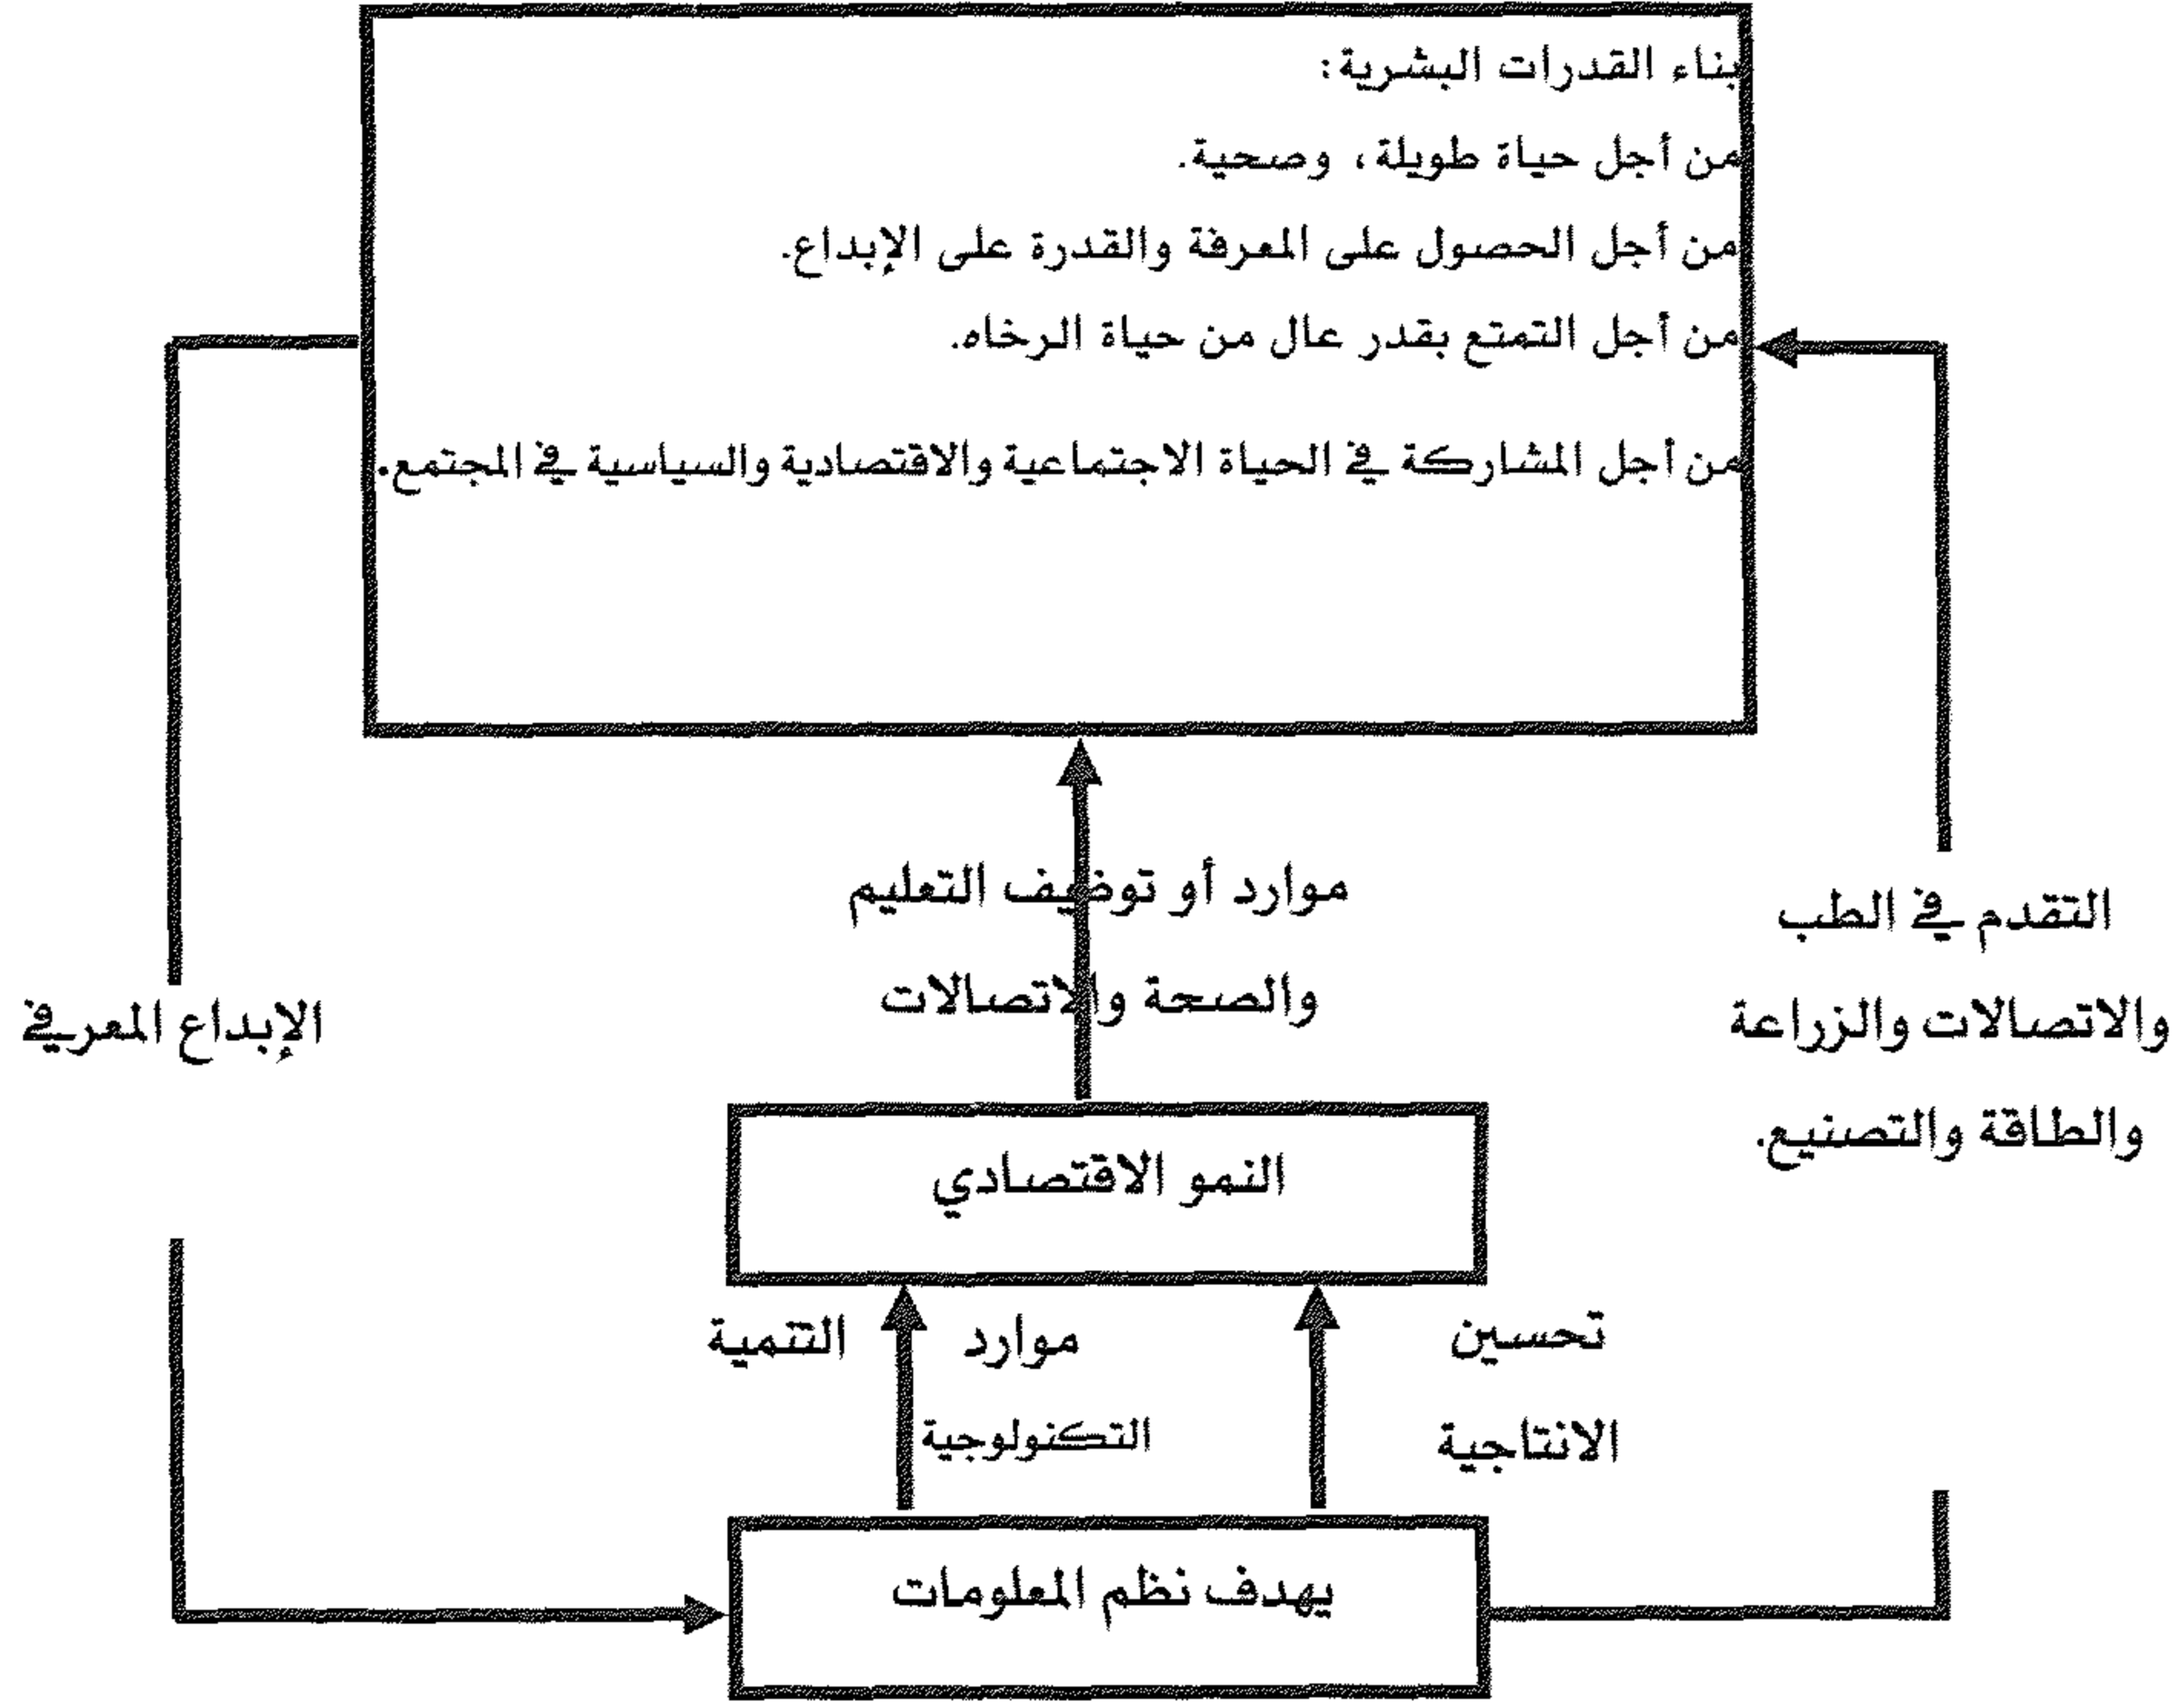 بناء القدرات البشرية:
من أجل حياة طويلة، وصحية.
من أجل الحصول على المعرفة والقدرة على الإبداع.
من أجل التمتع بقدر عال من حياة الرخاه.
من أجل المشاركة في الحياة الاجتماعية والاقتصادية والسياسية في المجتمع.
موارد أو توظيف التعليم
والصحة والاتصالات
التقدم في الطب
والاتصالات والزراعة
والطاقة والتصنيع.
الإبداع المعرفي
النمو الاقتصادي
تحسين
الانتاجية
موارد
التكنولوجية
التنمية
يهدف نظم المعلومات